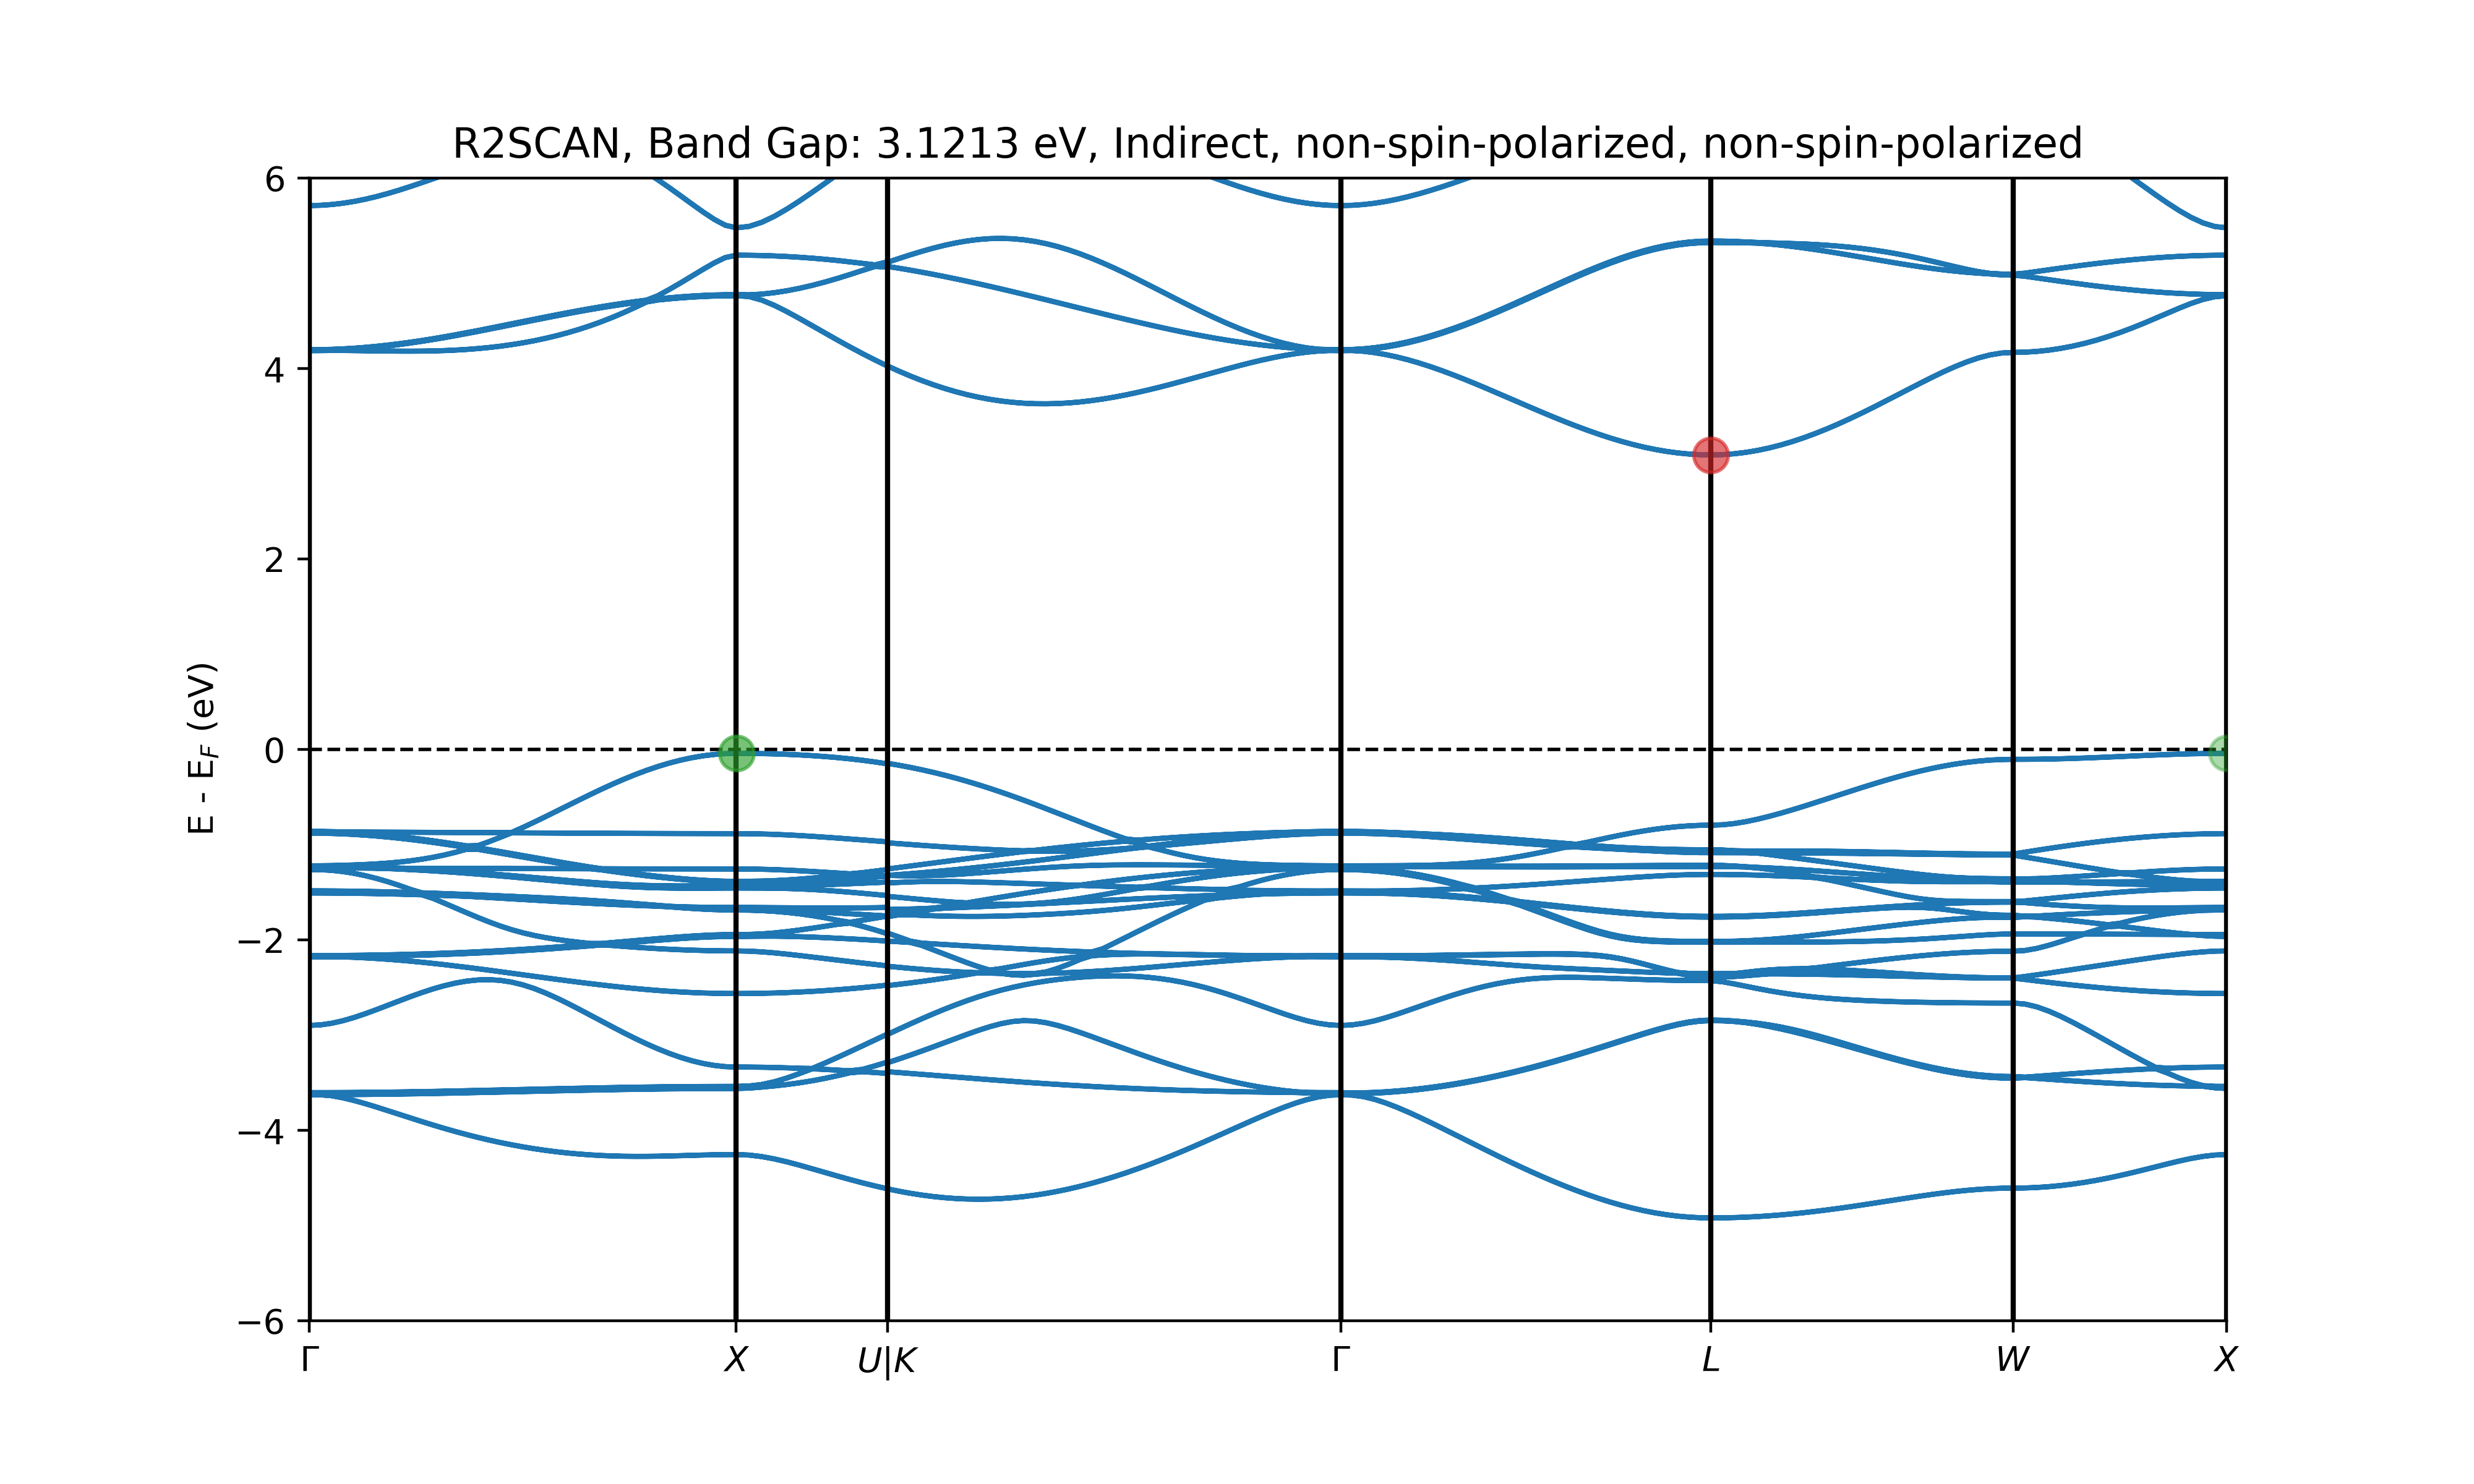 R2SCAN, Band Gap: 3.1213 eV, Indirect, non-spin-polarized, non-spin-polarized
E - E_F (eV)
6
4
2
0
−2
−4
−6
Γ X U|K Γ L W X